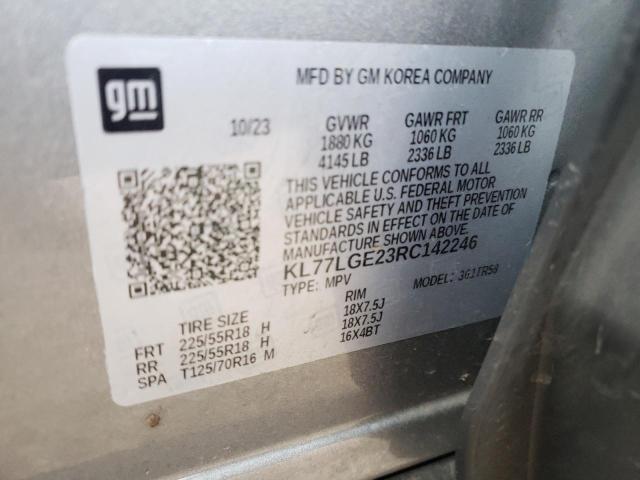 gm
MFD BY GM KOREA COMPANY
10/23 GVWR GAWR FRT GAWR RR
1880 KG 1060 KG 1060 KG
4145 LB 2336 LB 2336 LB
THIS VEHICLE CONFORMS TO ALL
APPLICABLE U.S. FEDERAL MOTOR
VEHICLE SAFETY AND THEFT PREVENTION
STANDARDS IN EFFECT ON THE DATE OF
MANUFACTURE SHOWN ABOVE.
KL77LGE23RC142246
TYPE: MPV MODEL:
TIRE SIZE RIM
FRT 225/55R18 H 18X7.5J
RR 225/55R18 H 18X7.5J
SPA T125/70R16 M 16X4BT